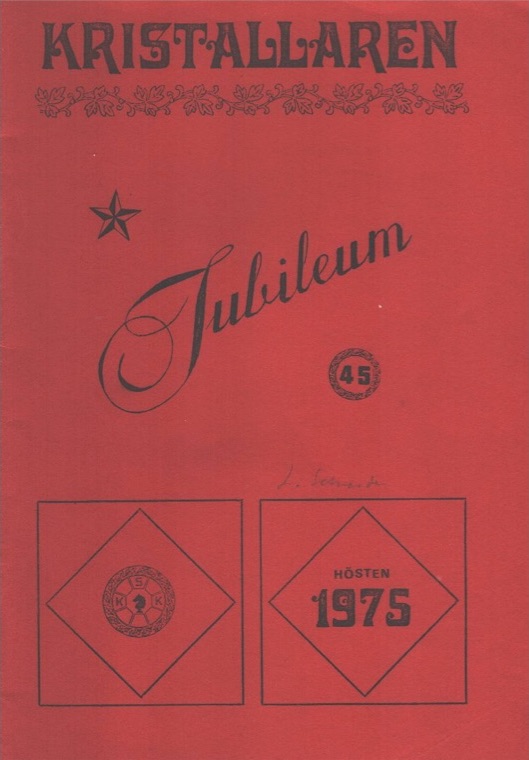 KRISTALLAREN
Jubileum
45
S
K K
HÖSTEN
1975